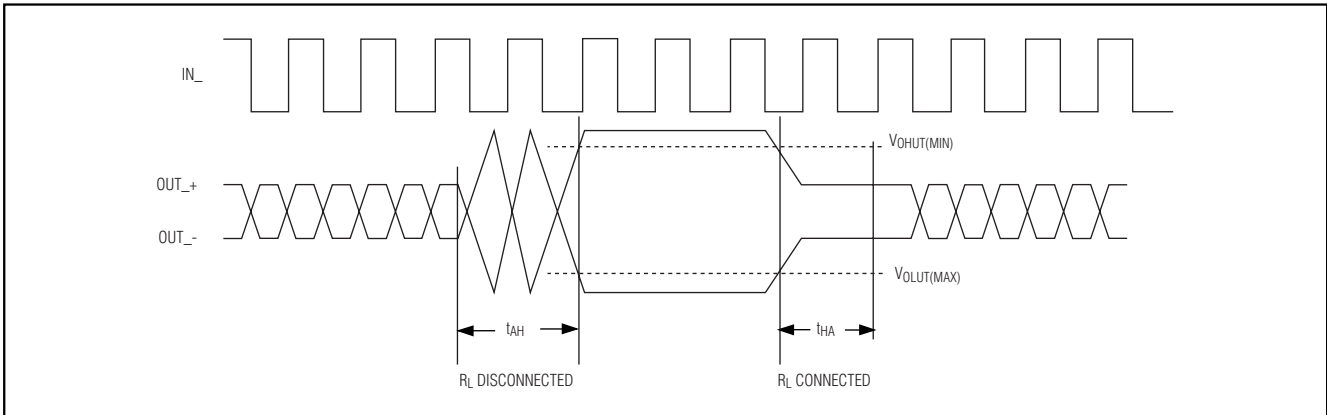 IN_
VOHUT(MIN)
OUT_+
OUT_-
VOLUT(MAX)
tAH
tHA
RL DISCONNECTED
RL CONNECTED